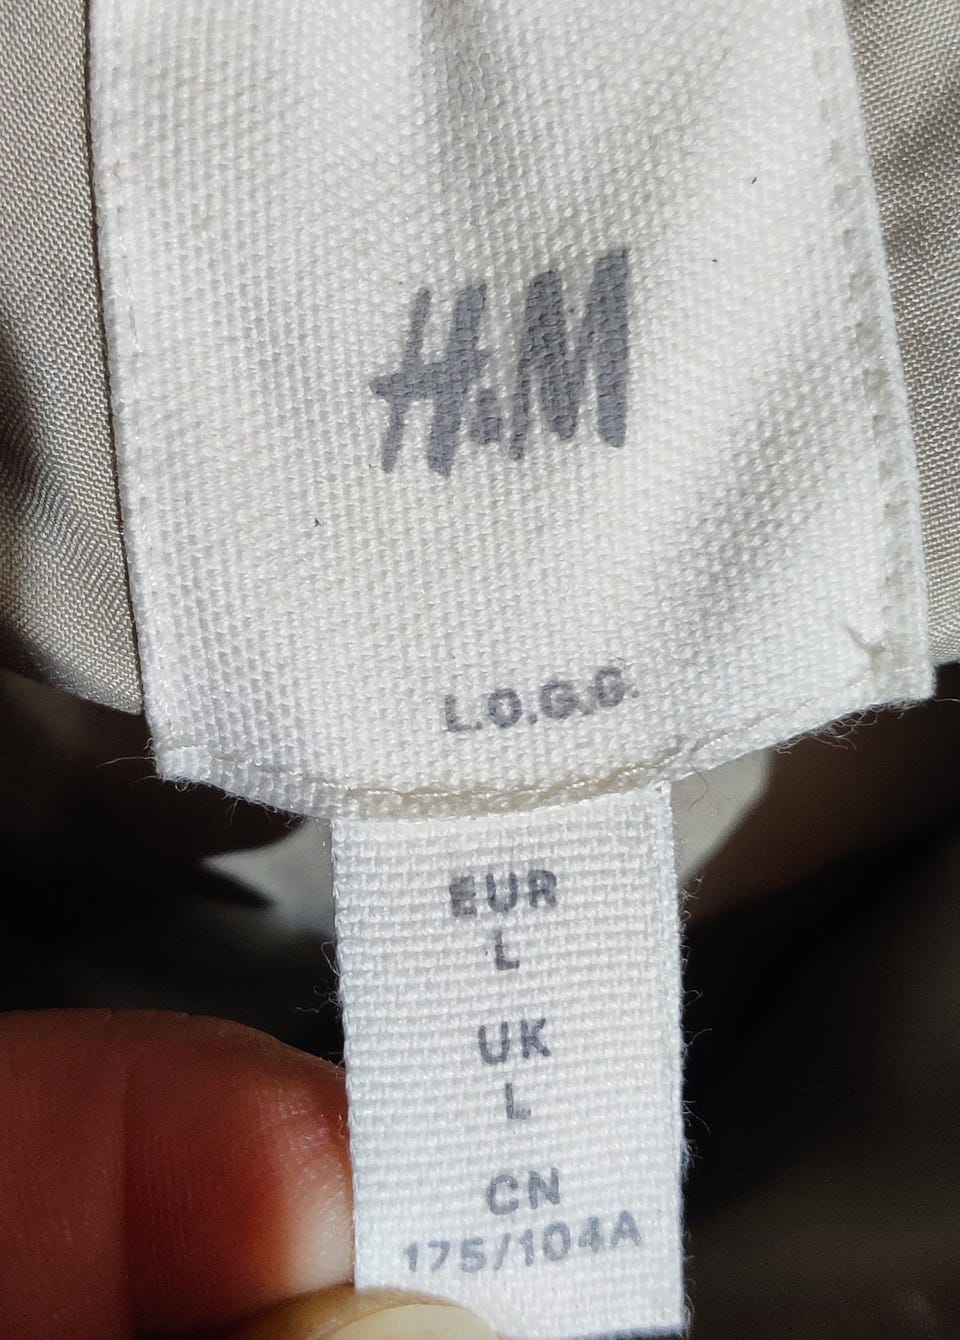 H&M
L.O.G.G.
EUR
L
UK
L
CN
175/104A